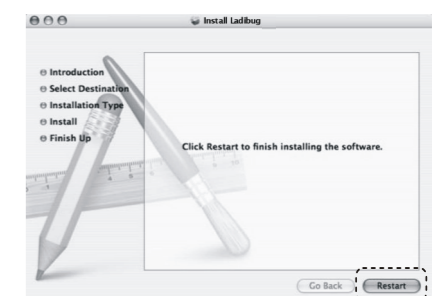 Install Ladibug
Introduction
Select Destination
Installation Type
Install
Finish Up
Click Restart to finish installing the software.
Go Back
Restart